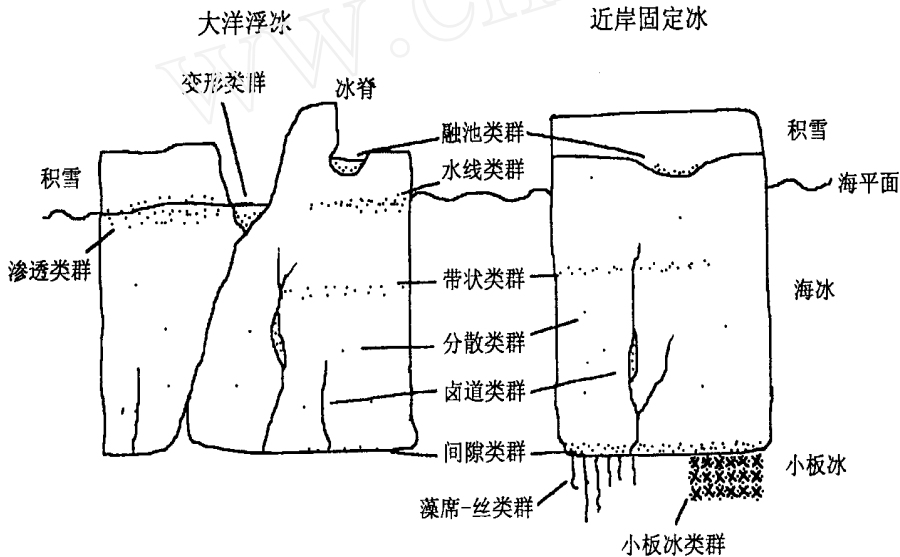 大洋浮冰
近岸固定冰
变形类群
冰脊
融池类群
积雪
水线类群
积雪
海平面
渗透类群
带状类群
海冰
分散类群
卤道类群
间隙类群
小板冰
藻席-丝类群
小板冰类群